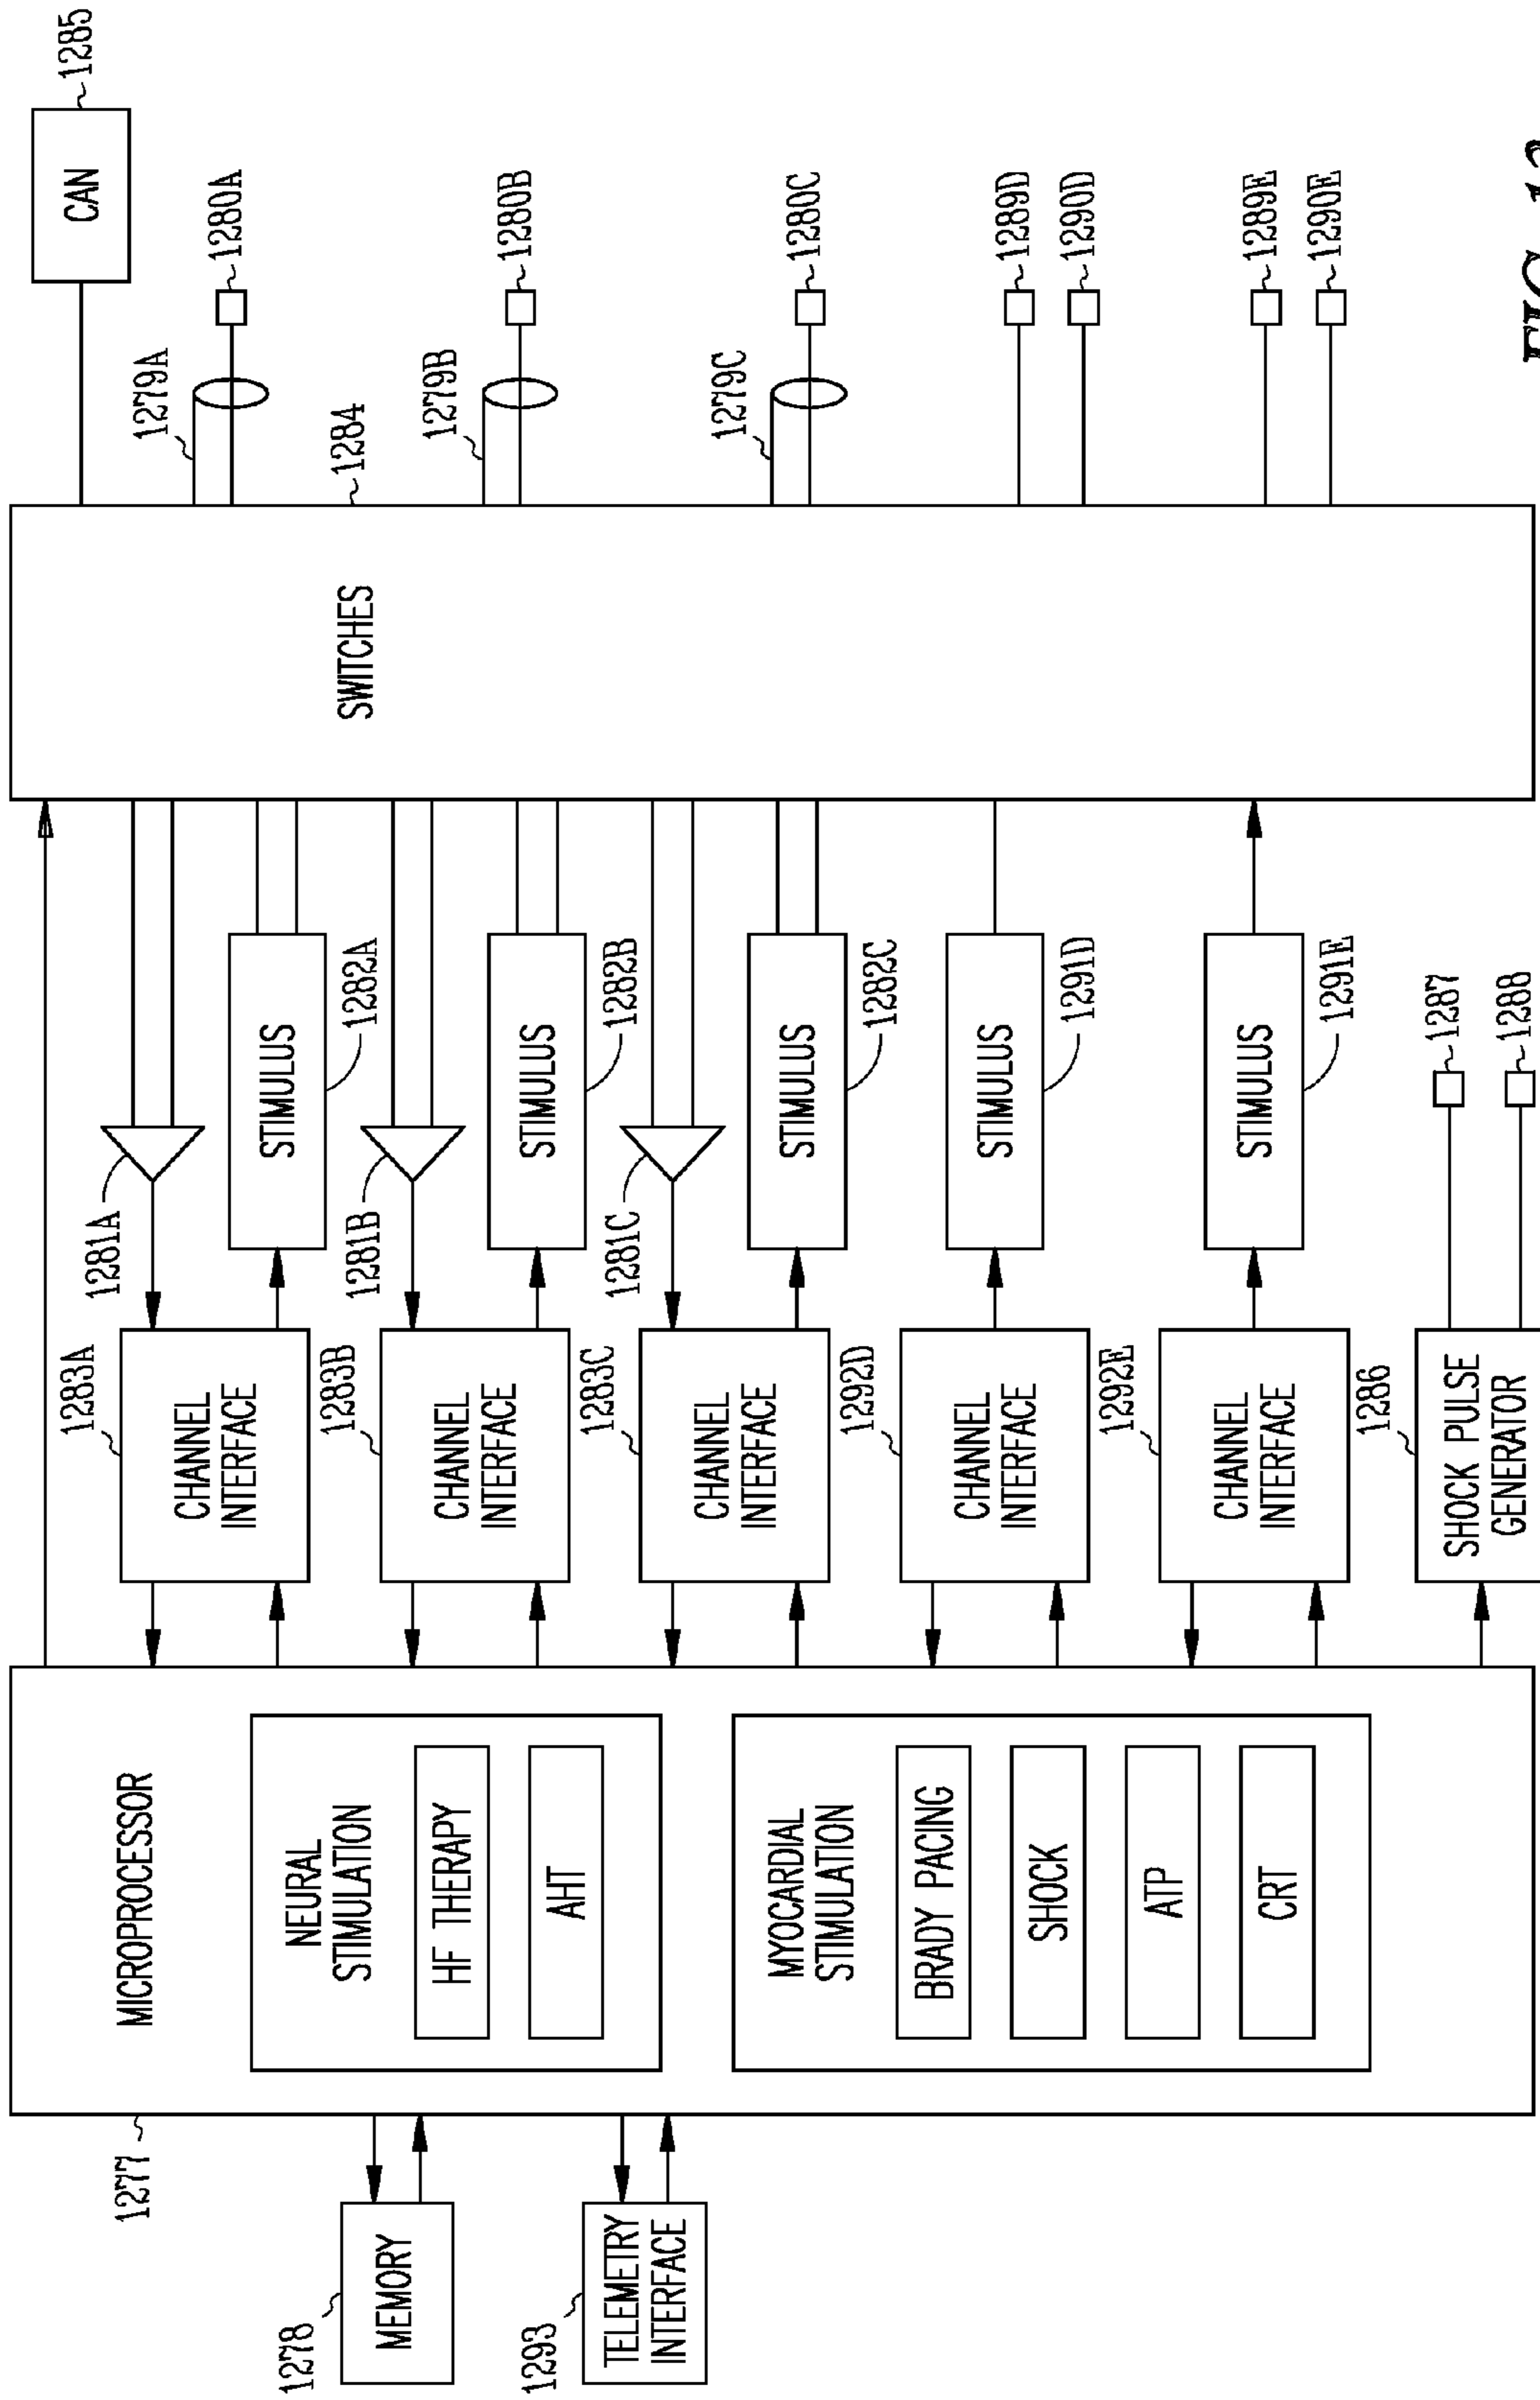 1285
CAN
1279A
1280A
1279B
1280B
1279C
1280C
1289D
1290D
1289E
1290E
1284
SWITCHES
1281A
STIMULUS
1282A
1281B
STIMULUS
1282B
1281C
STIMULUS
1282C
STIMULUS
1291D
STIMULUS
1291E
1287
1288
1283A
CHANNEL
INTERFACE
1283B
CHANNEL
INTERFACE
1283C
CHANNEL
INTERFACE
1292D
CHANNEL
INTERFACE
1292E
CHANNEL
INTERFACE
1286
SHOCK PULSE
GENERATOR
MICROPROCESSOR
NEURAL
STIMULATION
HF THERAPY
AHT
MYOCARDIAL
STIMULATION
BRADY PACING
SHOCK
ATP
CRT
1277
1278
MEMORY
1293
TELEMETRY
INTERFACE